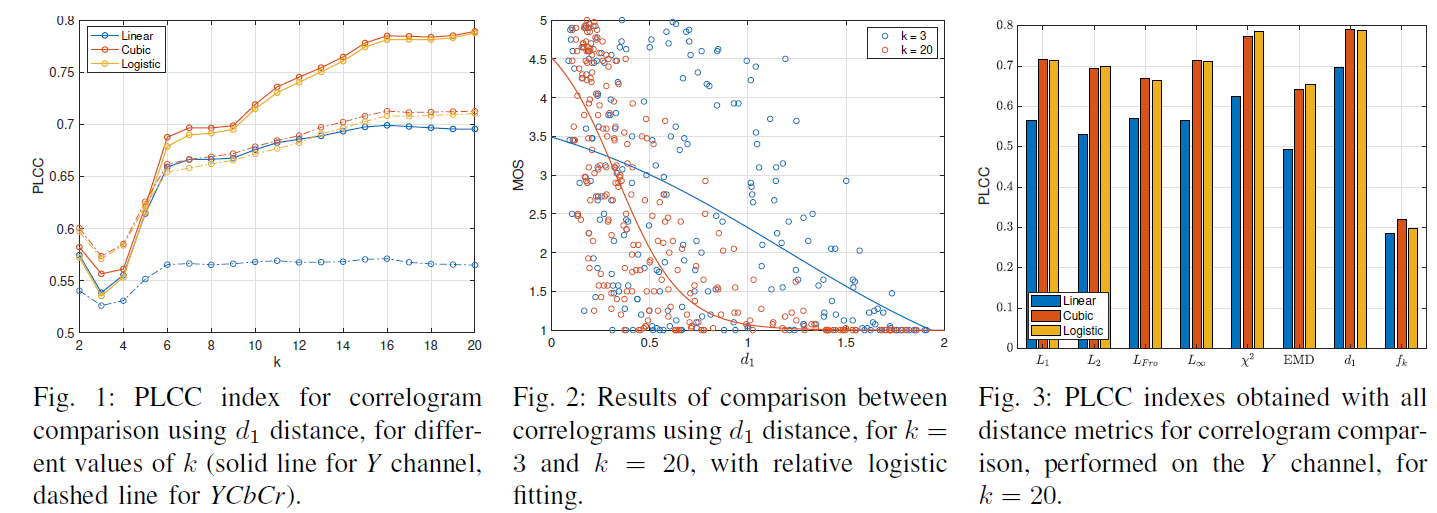 0.8
0.75
0.7
0.65
0.6
0.55
0.5
PLCC
Linear
Cubic
Logistic
2 4 6 8 10 12 14 16 18 20
k
Fig. 1: PLCC index for correlogram
comparison using d1 distance, for differ-
ent values of k (solid line for Y channel,
dashed line for YCbCr).
5
4.5
4
3.5
3
2.5
2
1.5
1
MOS
k = 3
k = 20
0 0.5 1 1.5 2
d1
Fig. 2: Results of comparison between
correlograms using d1 distance, for k =
3 and k = 20, with relative logistic
fitting.
0.8
0.7
0.6
0.5
0.4
0.3
0.2
0.1
0
PLCC
Linear
Cubic
Logistic
L1 L2 LFro L∞ χ2 EMD d1 fk
Fig. 3: PLCC indexes obtained with all
distance metrics for correlogram compar-
ison, performed on the Y channel, for
k = 20.